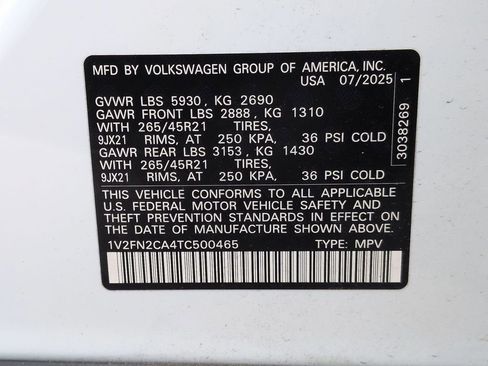 MFD BY VOLKSWAGEN GROUP OF AMERICA, INC.
USA 07/2025
GVWR LBS 5930 , KG 2690
GAWR FRONT LBS 2888 , KG 1310
WITH 265/45R21 TIRES,
9JX21 RIMS, AT 250 KPA, 36 PSI COLD
GAWR REAR LBS 3153 , KG 1430
WITH 265/45R21 TIRES,
9JX21 RIMS, AT 250 KPA, 36 PSI COLD
THIS VEHICLE CONFORMS TO ALL APPLICABLE
U.S. FEDERAL MOTOR VEHICLE SAFETY AND
THEFT PREVENTION STANDARDS IN EFFECT ON
THE DATE OF MANUFACTURE SHOWN ABOVE.
1V2FN2CA4TC500465 TYPE: MPV
3038269 1